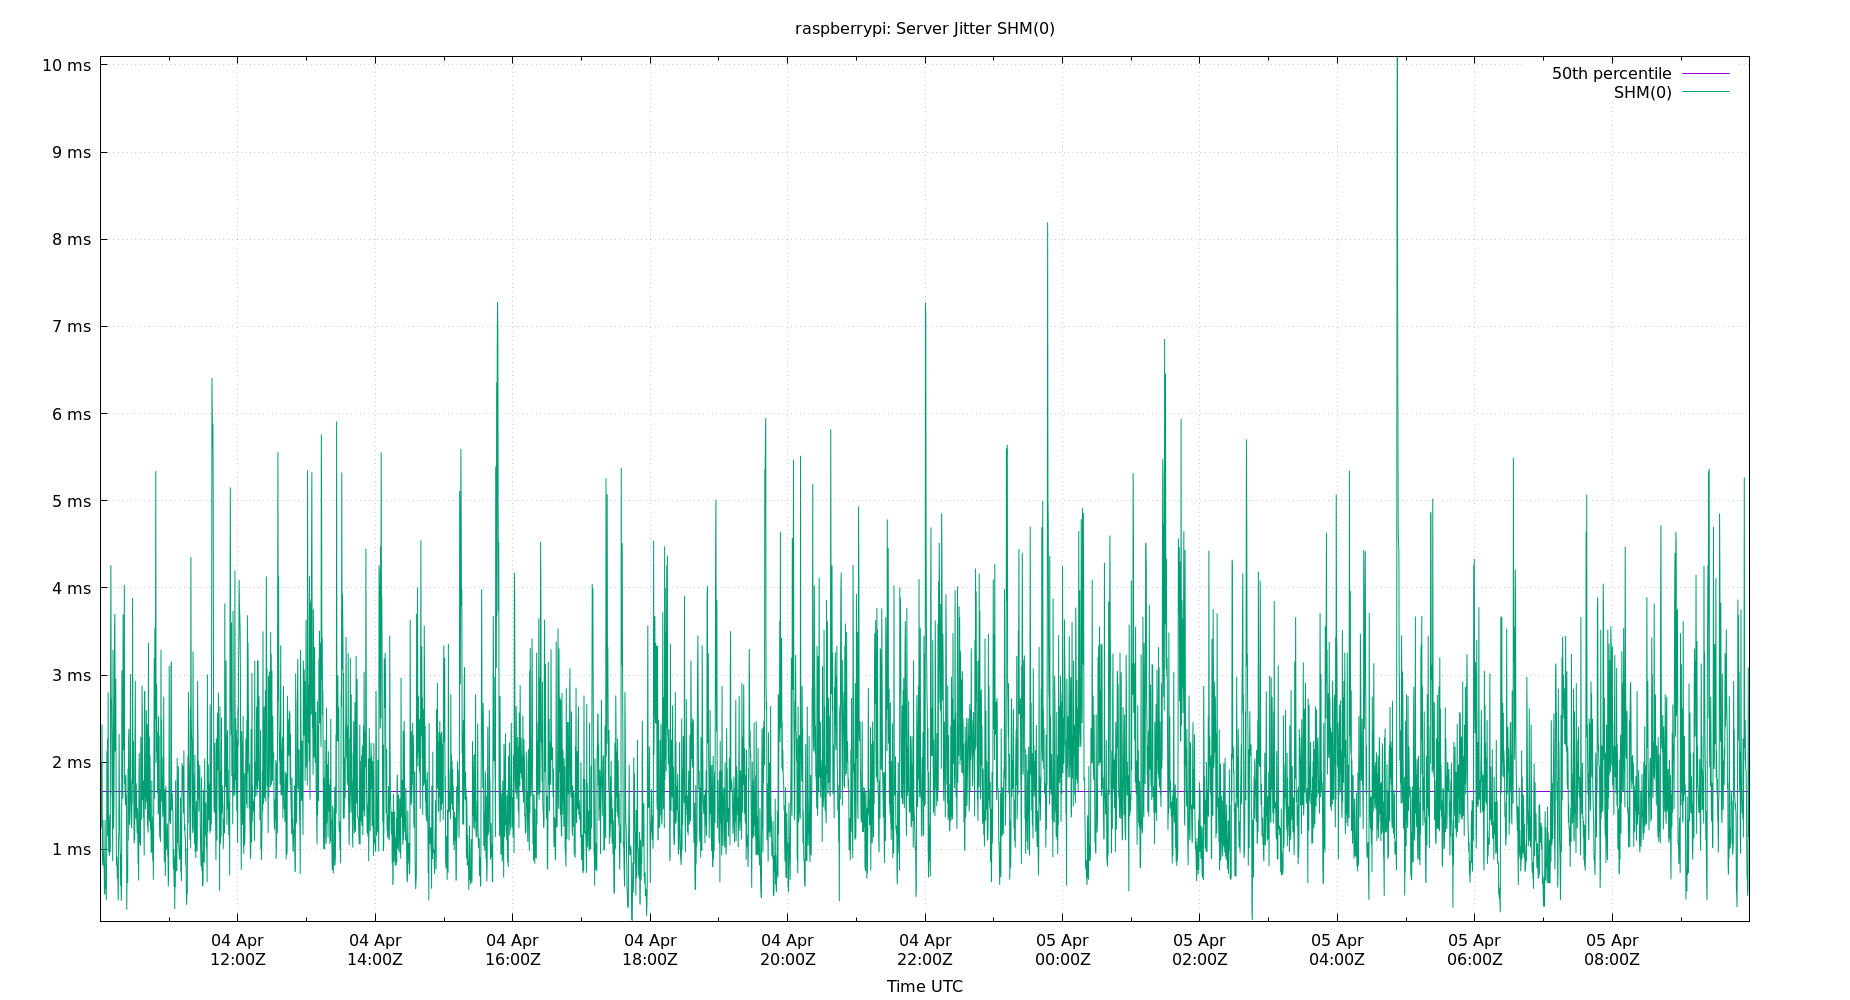 raspberrypi: Server Jitter SHM(0)
10 ms
9 ms
8 ms
7 ms
6 ms
5 ms
4 ms
3 ms
2 ms
1 ms
50th percentile
SHM(0)
04 Apr 04 Apr 04 Apr 04 Apr 04 Apr 04 Apr 05 Apr 05 Apr 05 Apr 05 Apr 05 Apr
12:00Z 14:00Z 16:00Z 18:00Z 20:00Z 22:00Z 00:00Z 02:00Z 04:00Z 06:00Z 08:00Z
Time UTC